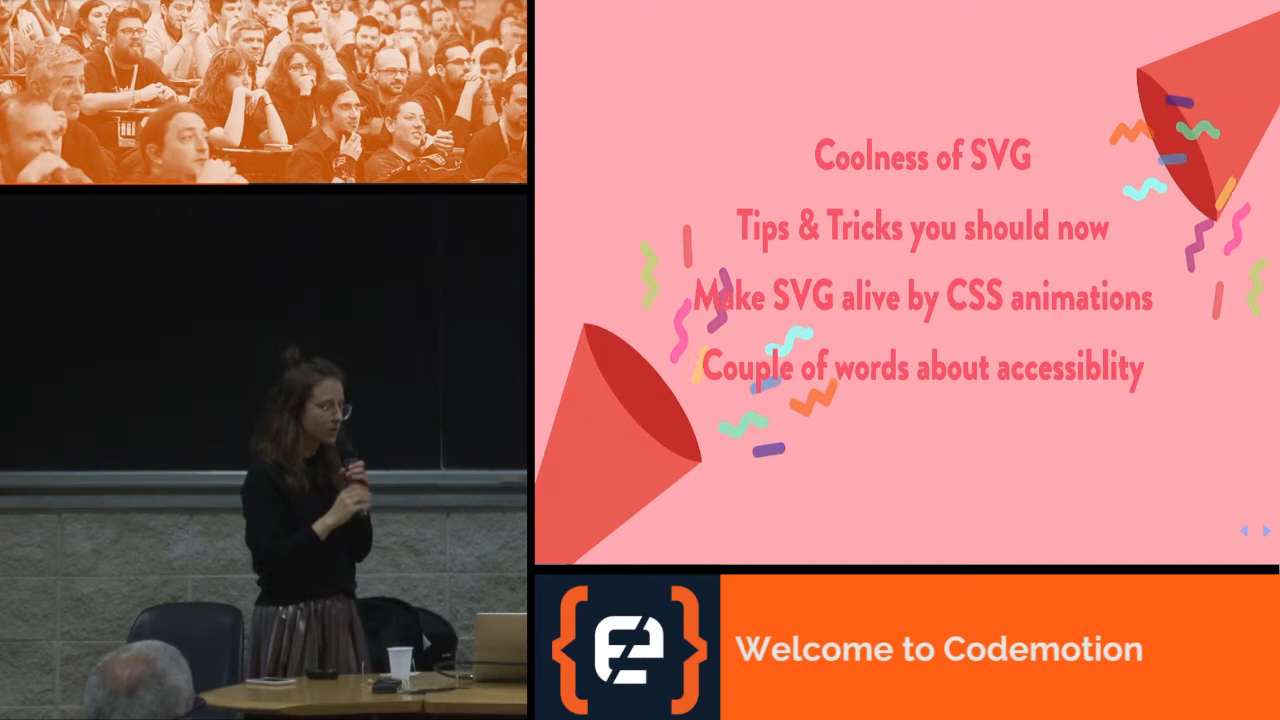 Coolness of SVG
Tips & Tricks you should now
Make SVG alive by CSS animations
Couple of words about accessiblity
Welcome to Codemotion